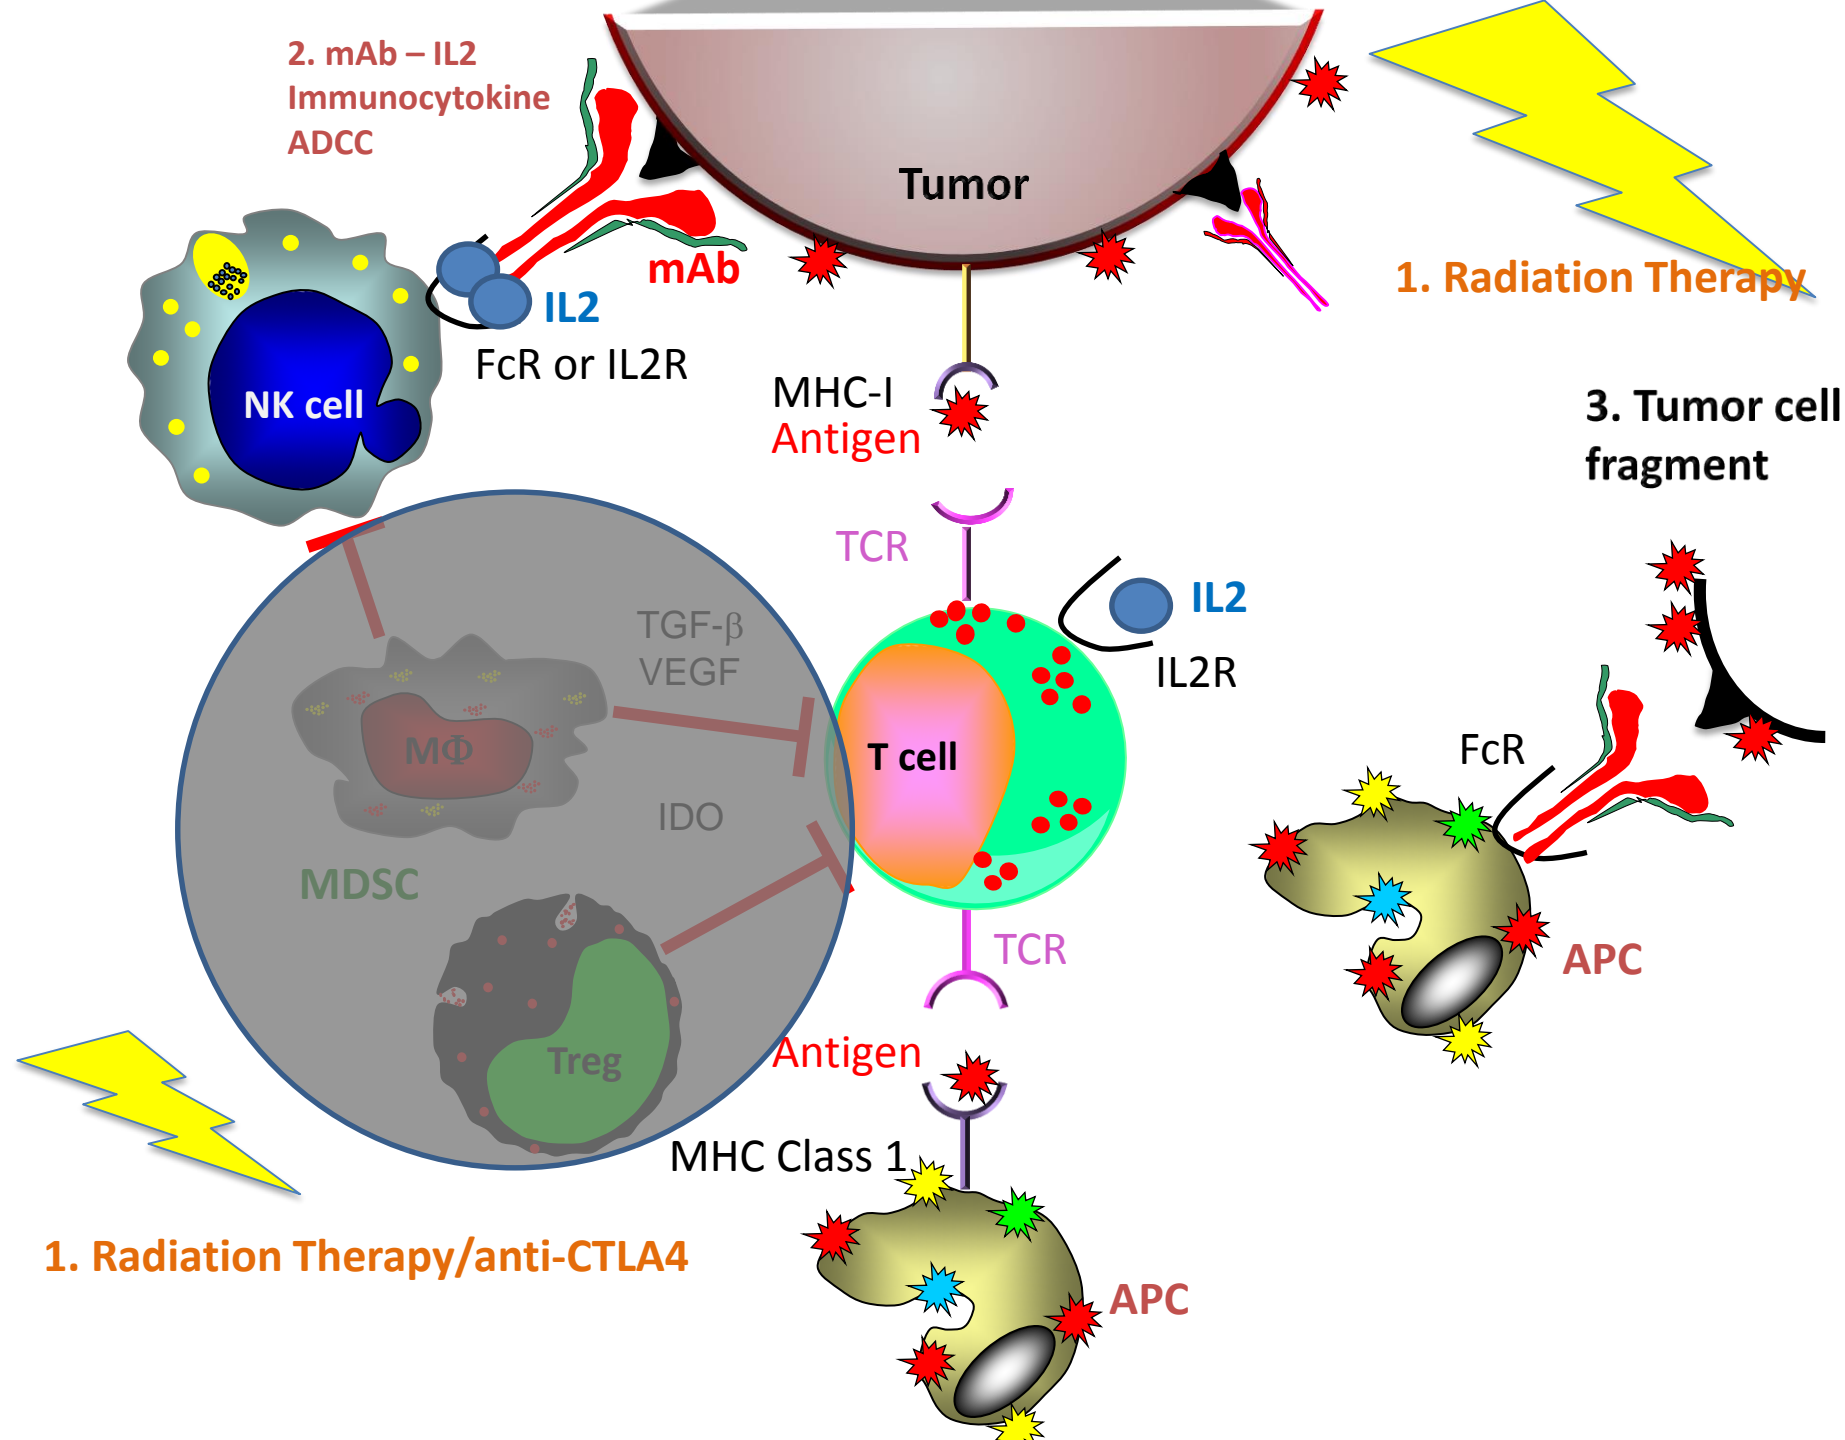 2. mAb – IL2
Immunocytokine
ADCC
Tumor
mAb
IL2
FcR or IL2R
NK cell
1. Radiation Therapy
MHC-I
Antigen
3. Tumor cell
fragment
TCR
IL2
IL2R
TGF-β
VEGF
MΦ
T cell
IDO
MDSC
FcR
APC
TCR
Treg
Antigen
MHC Class 1
1. Radiation Therapy/anti-CTLA4
APC